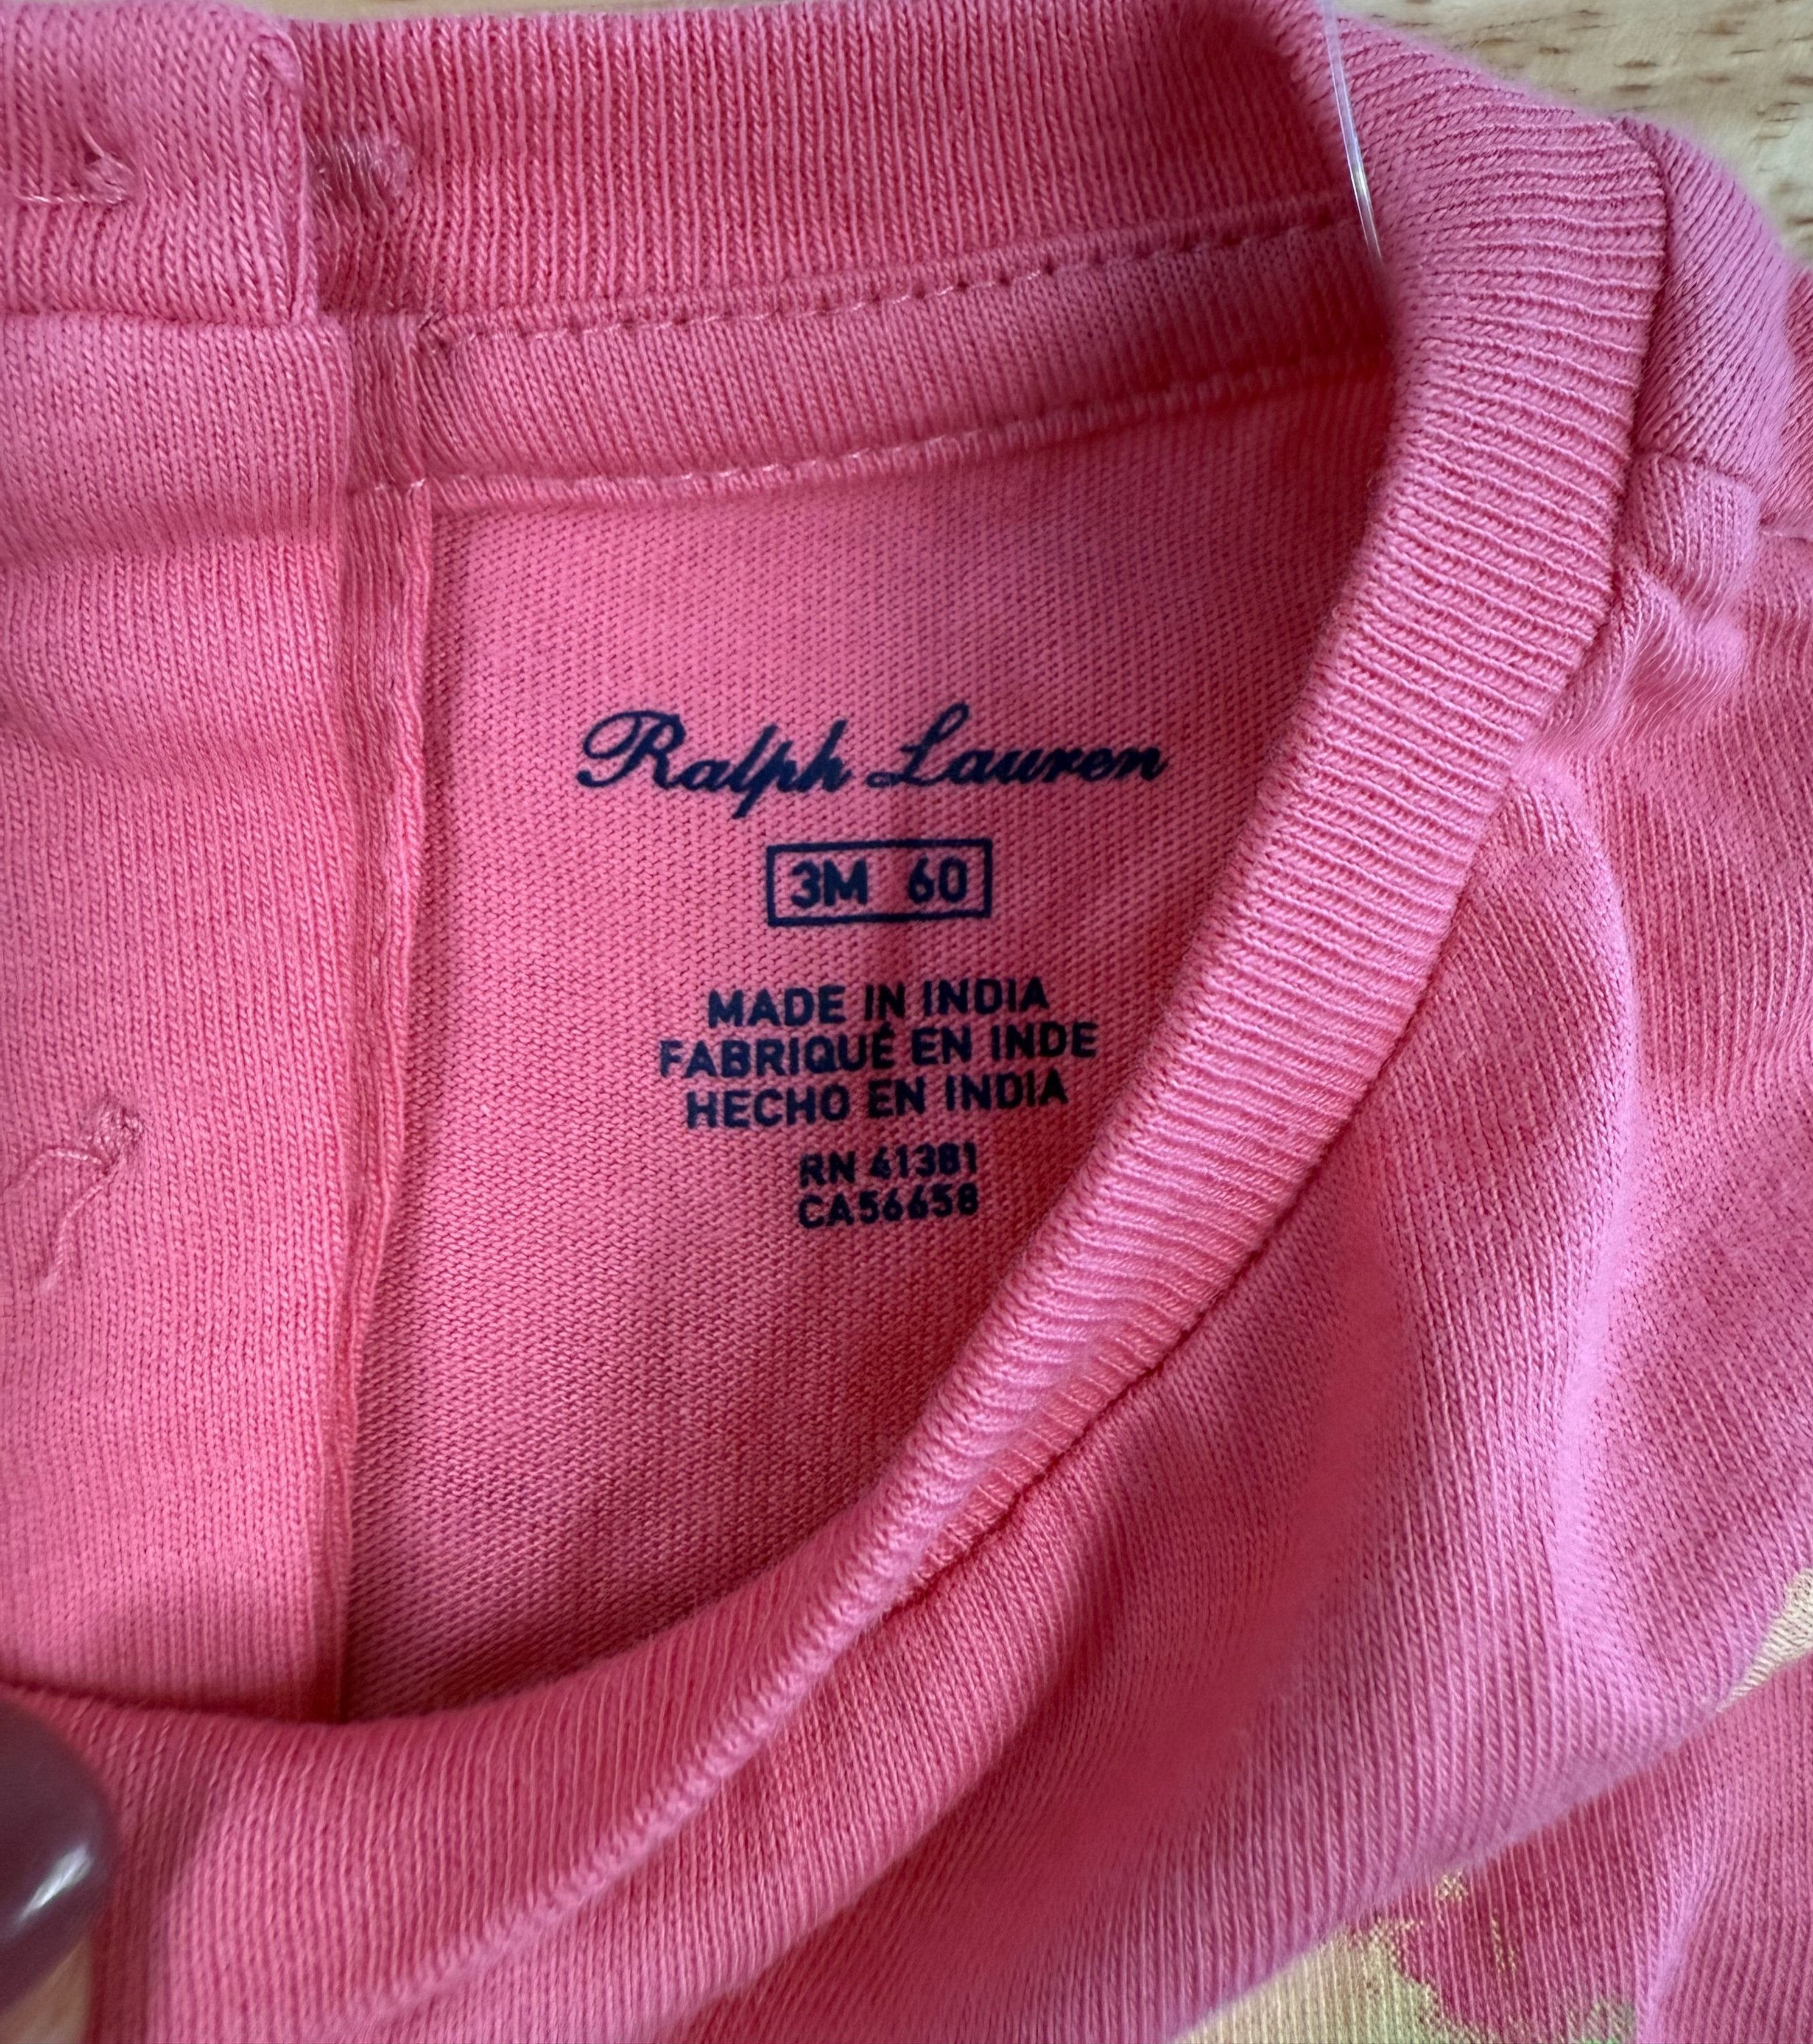 Ralph Lauren
3M 60
MADE IN INDIA
FABRIQUÉ EN INDE
HECHO EN INDIA
RN 41381
CA56658